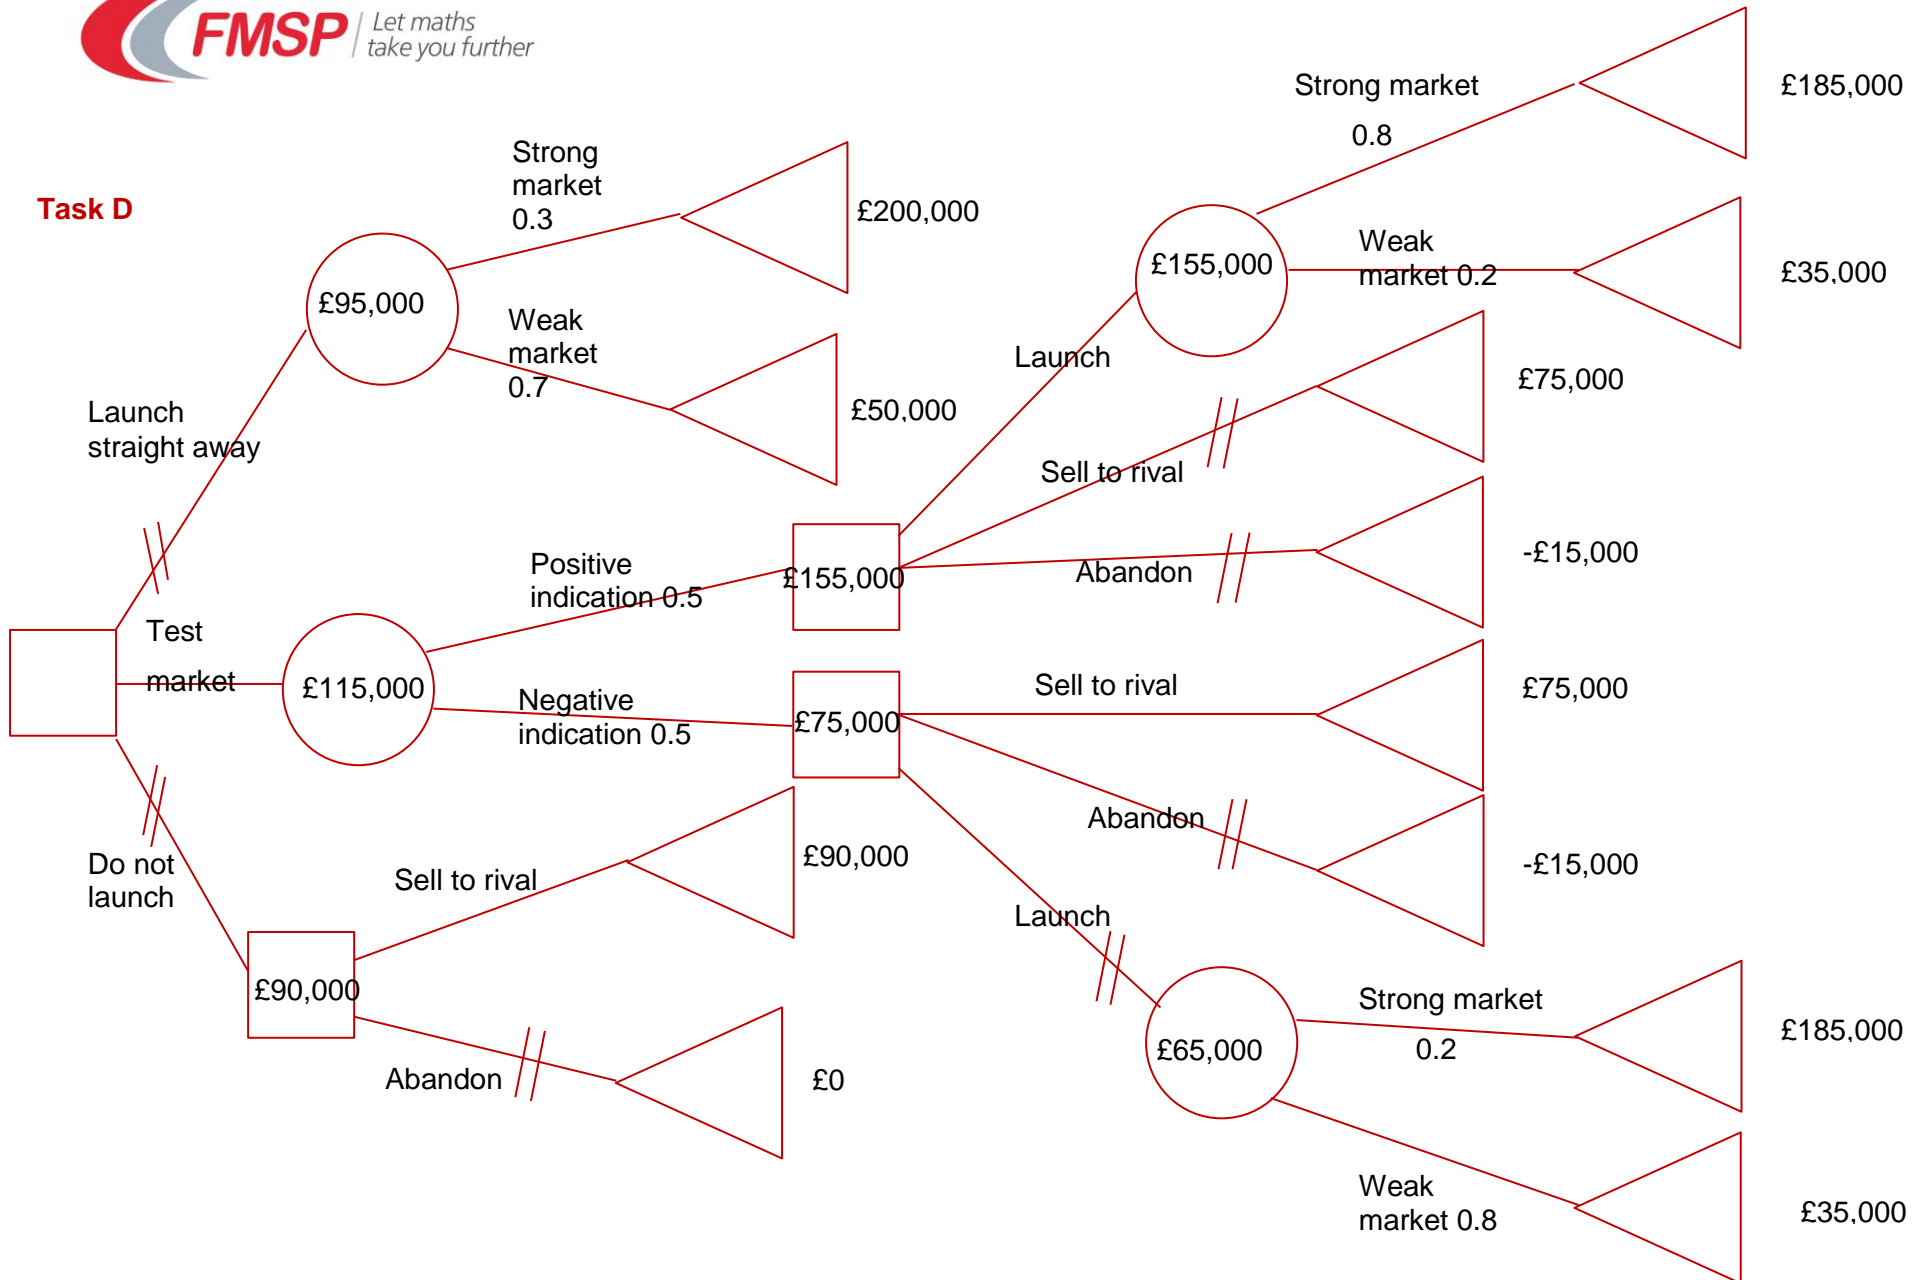 FMSP
Let maths
take you further
Task D
Strong
market
0.3
£200,000
£95,000
Weak
market
0.7
£50,000
Launch
straight away
Strong market
0.8
£185,000
£155,000
Weak
market 0.2
£35,000
Launch
£75,000
Sell to rival
Positive
indication 0.5
£155,000
Abandon
-£15,000
Test
market
£115,000
Negative
indication 0.5
£75,000
Sell to rival
£75,000
Abandon
-£15,000
Do not
launch
Sell to rival
£90,000
£90,000
Abandon
£0
Launch
£65,000
Strong market
0.2
£185,000
Weak
market 0.8
£35,000